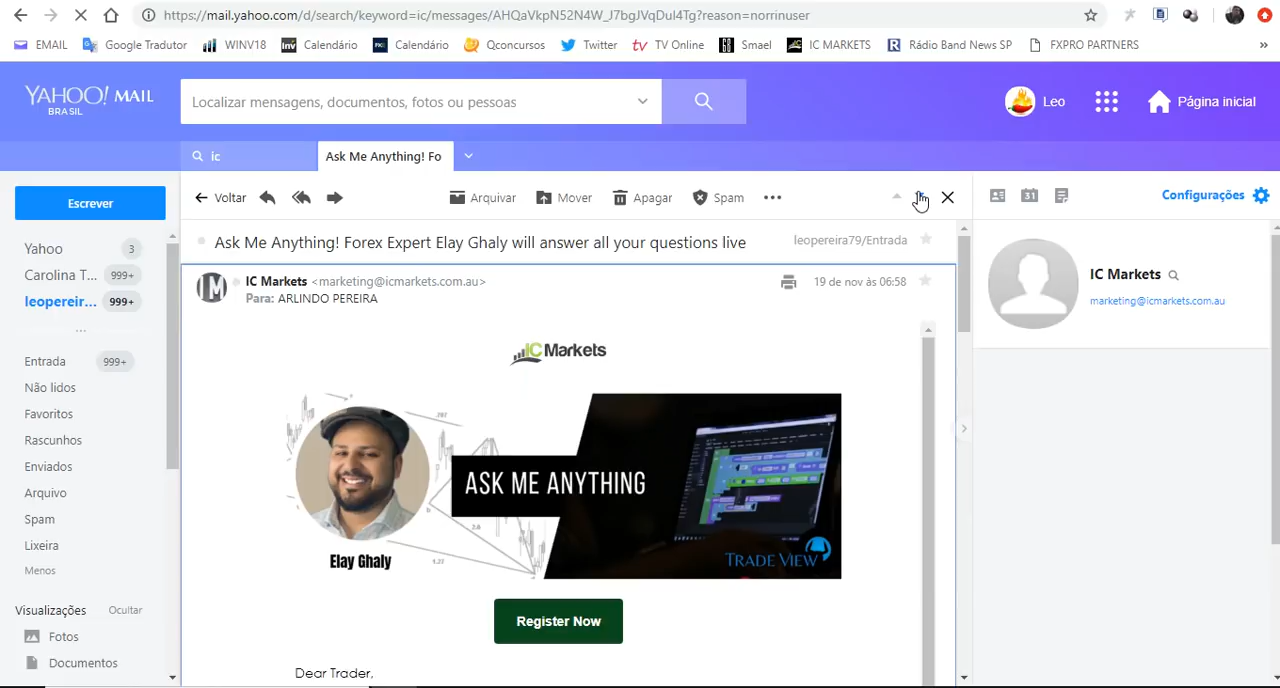 https://mail.yahoo.com/d/search/keyword=ic/messages/AHQaVkpN52N4W_J7bgJVqDuI4Tg?reason=norrinuser
EMAIL Google Tradutor WINV18 Calendário Calendário Qconcursos Twitter TV Online Smael IC MARKETS Rádio Band News SP FXPRO PARTNERS »
YAHOO! MAIL
BRASIL
Localizar mensagens, documentos, fotos ou pessoas
Leo
Página inicial
ic
Ask Me Anything! Fo
Escrever
Voltar Arquivar Mover Apagar Spam
Configurações
Yahoo 3
Carolina T... 999+
leopereir... 999+
...
Entrada 999+
Não lidos
Favoritos
Rascunhos
Enviados
Arquivo
Spam
Lixeira
Menos
Visualizações Ocultar
Fotos
Documentos
Ask Me Anything! Forex Expert Elay Ghaly will answer all your questions live
leopereira79/Entrada
IC Markets <marketing@icmarkets.com.au>
19 de nov às 06:58
Para: ARLINDO PEREIRA
IC Markets
ASK ME ANYTHING
Elay Ghaly
TRADE VIEW
Register Now
Dear Trader,
IC Markets
marketing@icmarkets.com.au